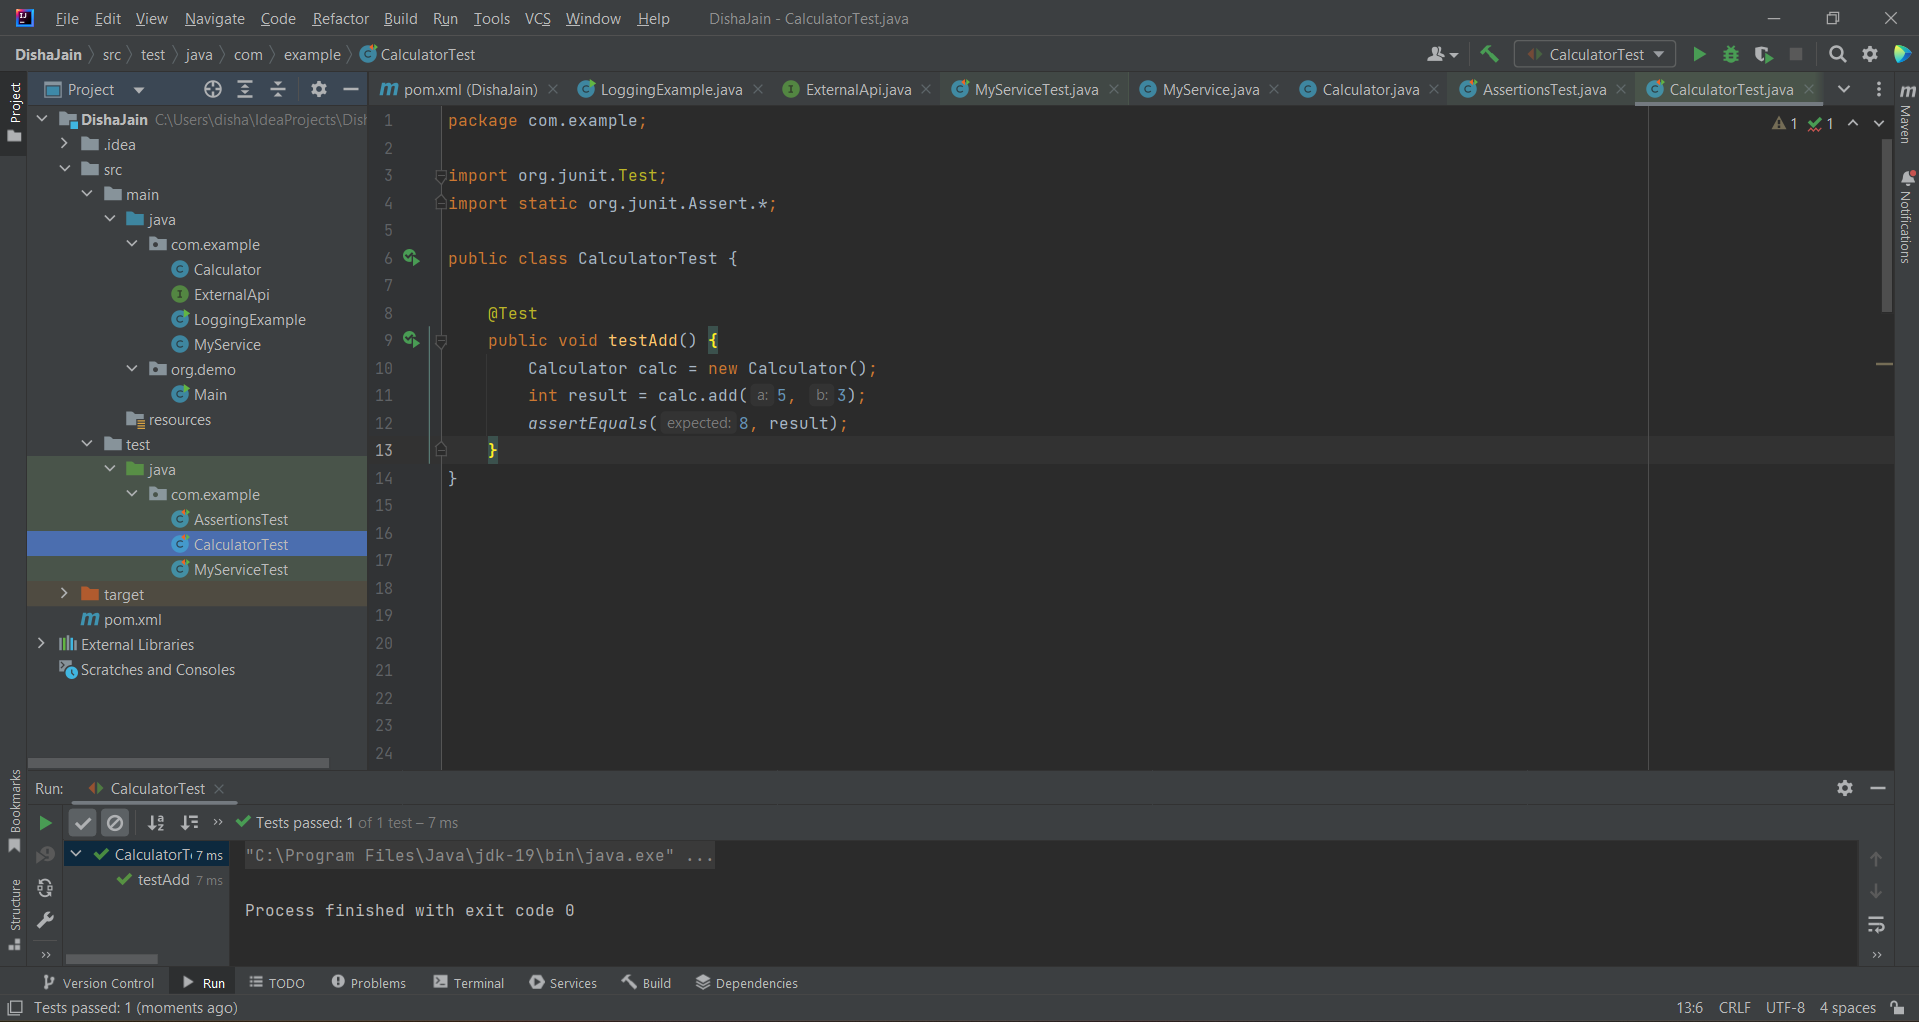 File Edit View Navigate Code Refactor Build Run Tools VCS Window Help DishaJain - CalculatorTest.java
DishaJain src test java com example CalculatorTest
CalculatorTest
Project
pom.xml (DishaJain) LoggingExample.java ExternalApi.java MyServiceTest.java MyService.java Calculator.java AssertionsTest.java CalculatorTest.java
Project
Maven
Notifications
Bookmarks
Structure
DishaJain C:\Users\disha\IdeaProjects\Dish
.idea
src
main
java
com.example
Calculator
ExternalApi
LoggingExample
MyService
org.demo
Main
resources
test
java
com.example
AssertionsTest
CalculatorTest
MyServiceTest
target
pom.xml
External Libraries
Scratches and Consoles
1 package com.example;
2
3 import org.junit.Test;
4 import static org.junit.Assert.*;
5
6 public class CalculatorTest {
7
8 @Test
9 public void testAdd() {
10 Calculator calc = new Calculator();
11 int result = calc.add( a: 5, b: 3);
12 assertEquals( expected: 8, result);
13 }
14 }
15
16
17
18
19
20
21
22
23
24
1 1
Run: CalculatorTest
Tests passed: 1 of 1 test – 7 ms
CalculatorT 7 ms
testAdd 7 ms
"C:\Program Files\Java\jdk-19\bin\java.exe" ...
Process finished with exit code 0
Version Control Run TODO Problems Terminal Services Build Dependencies
Tests passed: 1 (moments ago)
13:6 CRLF UTF-8 4 spaces